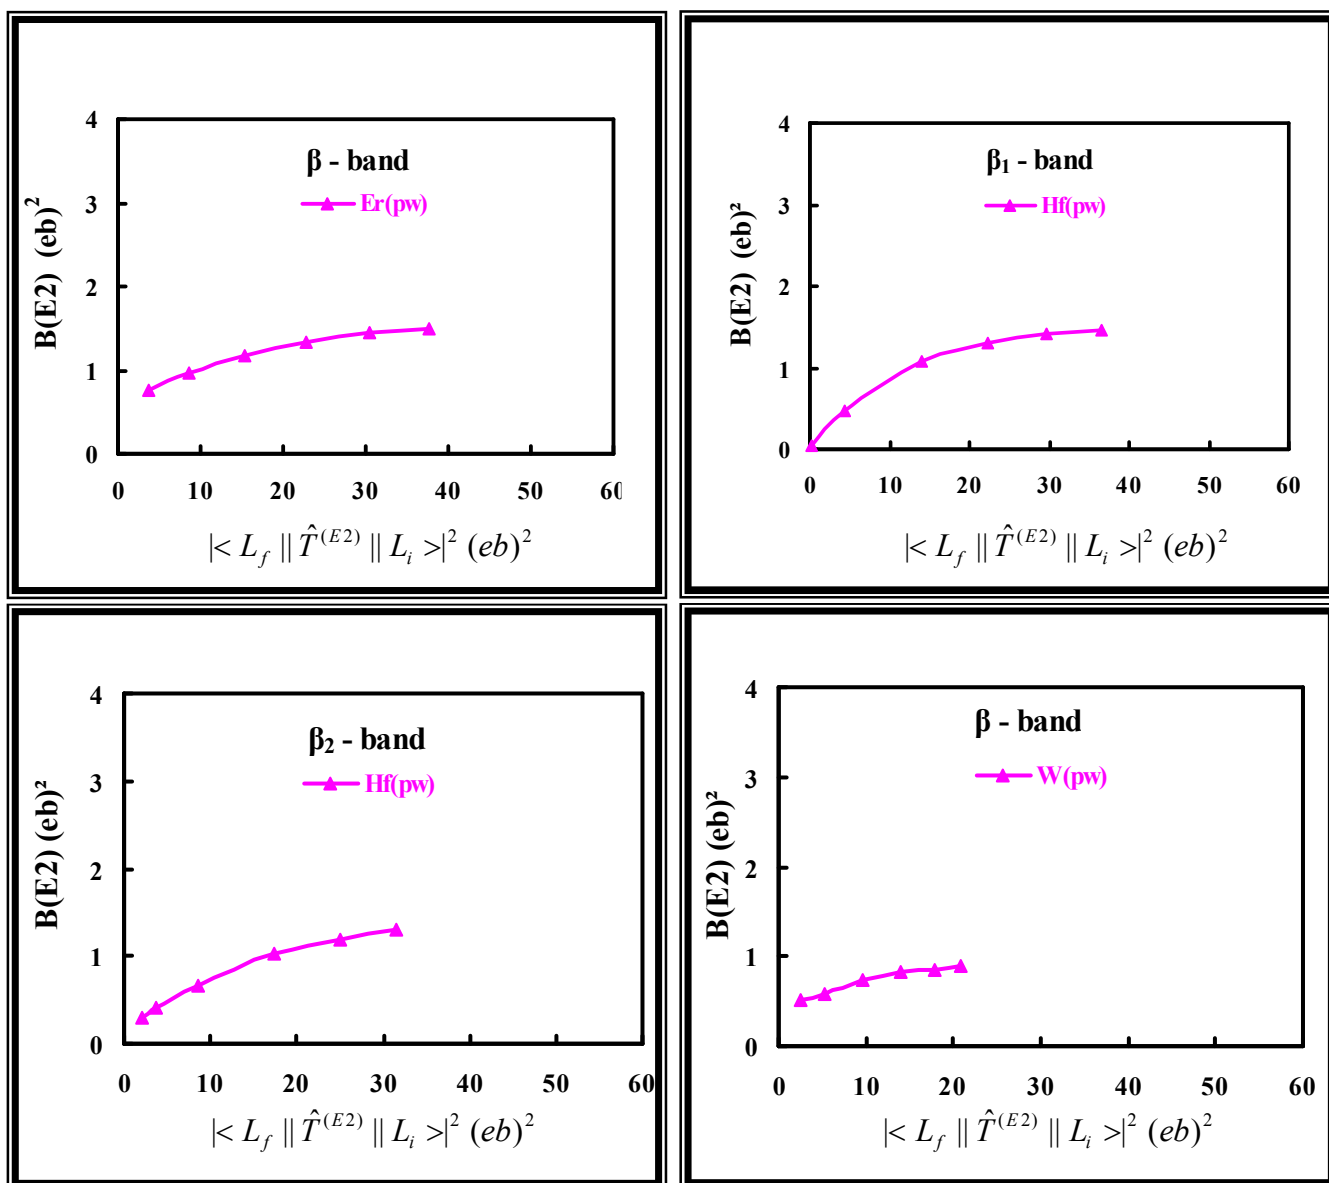 β - band
Er(pw)
B(E2) (eb)²
4
3
2
1
0
0 10 20 30 40 50 60
|< L_f || T̂^(E2) || L_i >|² (eb)²
β₁ - band
Hf(pw)
B(E2) (eb)²
4
3
2
1
0
0 10 20 30 40 50 60
|< L_f || T̂^(E2) || L_i >|² (eb)²
β₂ - band
Hf(pw)
B(E2) (eb)²
4
3
2
1
0
0 10 20 30 40 50 60
|< L_f || T̂^(E2) || L_i >|² (eb)²
β - band
W(pw)
B(E2) (eb)²
4
3
2
1
0
0 10 20 30 40 50 60
|< L_f || T̂^(E2) || L_i >|² (eb)²